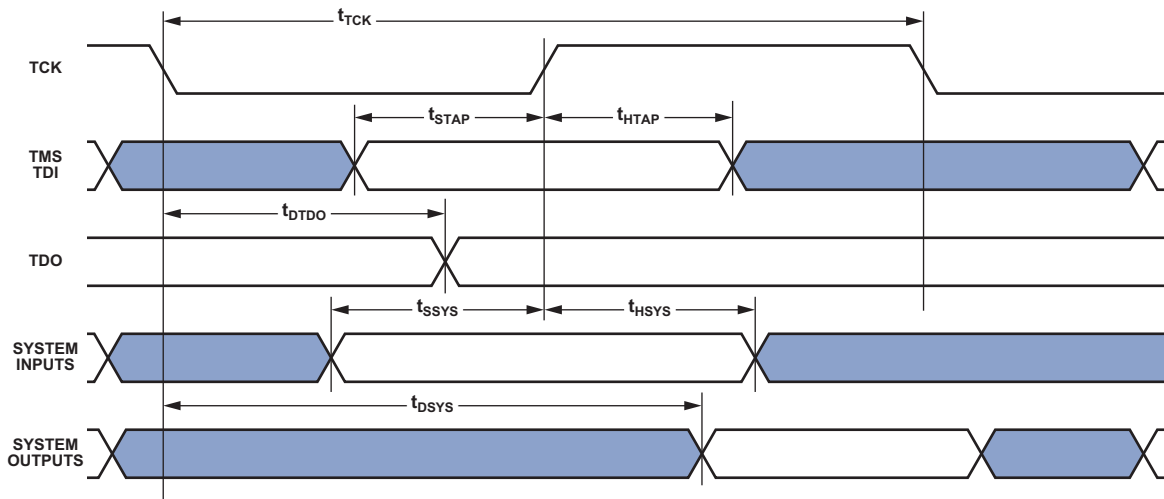 tTCK
TCK
tSTAP
tHTAP
TMS
TDI
tDTDO
TDO
tSSYS
tHSYS
SYSTEM
INPUTS
tDSYS
SYSTEM
OUTPUTS